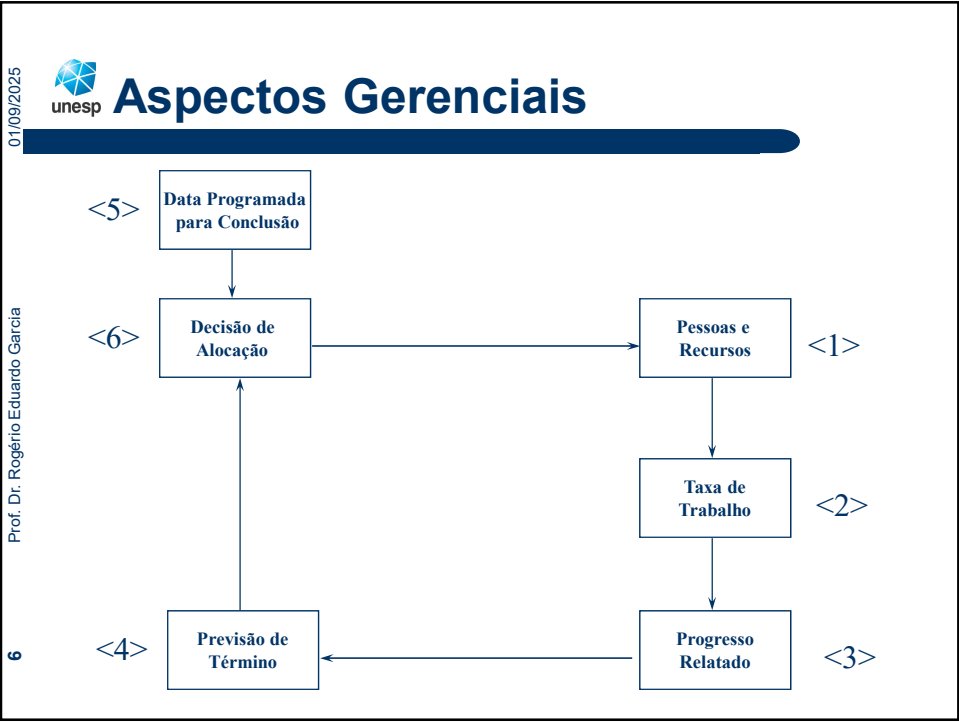 01/09/2025
unesp
Aspectos Gerenciais
<5>
Data Programada
para Conclusão
<6>
Decisão de
Alocação
Pessoas e
Recursos
<1>
Taxa de
Trabalho
<2>
<4>
Previsão de
Término
Progresso
Relatado
<3>
Prof. Dr. Rogério Eduardo Garcia
6